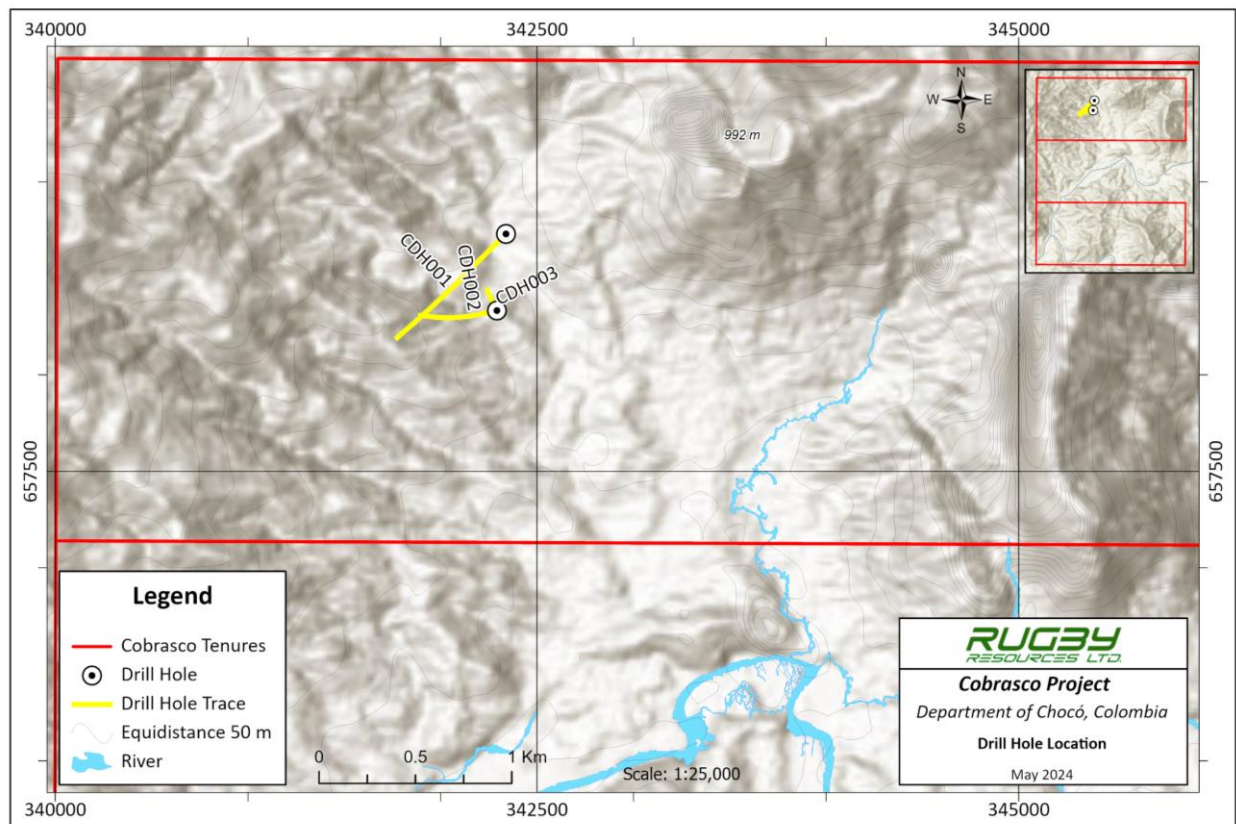 340000
342500
345000
N
W E
S
992 m
CDH001
CDH002
CDH003
657500
657500
Legend
Cobrasco Tenures
Drill Hole
Drill Hole Trace
Equidistance 50 m
River
0 0.5 1 Km
Scale: 1:25,000
RUGBY
RESOURCES LTD.
Cobrasco Project
Department of Chocó, Colombia
Drill Hole Location
May 2024
340000
342500
345000